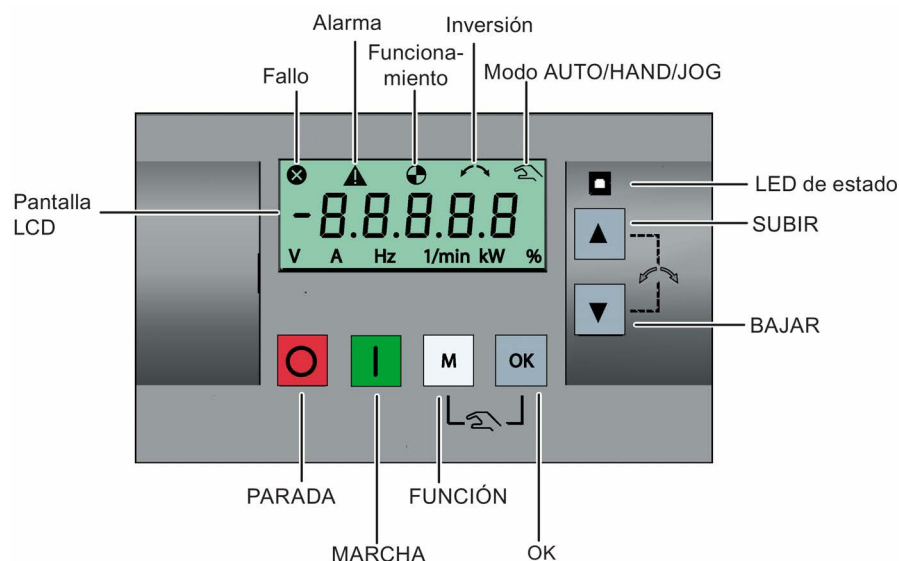 Alarma
Inversión
Funciona-
miento
Fallo
Modo AUTO/HAND/JOG
Pantalla
LCD
-8.8.8.8.8
V A Hz 1/min kW %
LED de estado
SUBIR
BAJAR
M
OK
PARADA
FUNCIÓN
MARCHA
OK